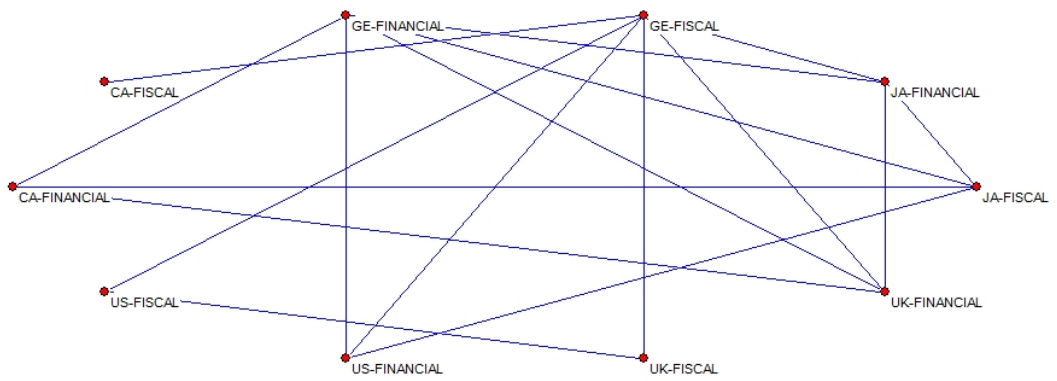 GE-FINANCIAL
GE-FISCAL
CA-FISCAL
JA-FINANCIAL
CA-FINANCIAL
JA-FISCAL
US-FISCAL
UK-FINANCIAL
US-FINANCIAL
UK-FISCAL